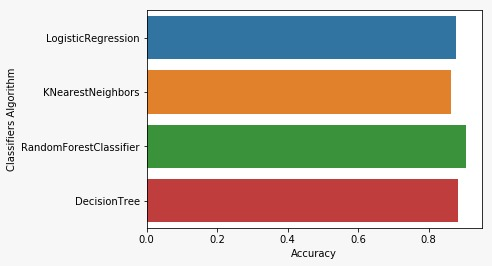 Classifiers Algorithm
LogisticRegression
KNearestNeighbors
RandomForestClassifier
DecisionTree
0.0 0.2 0.4 0.6 0.8
Accuracy